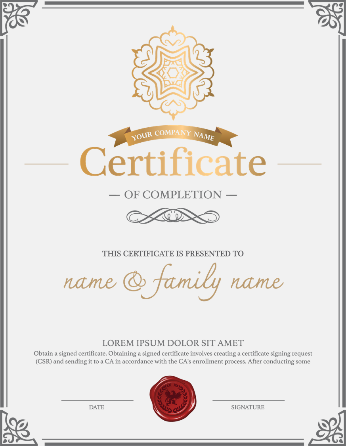 YOUR COMPANY NAME
Certificate
OF COMPLETION
THIS CERTIFICATE IS PRESENTED TO
name & family name
LOREM IPSUM DOLOR SIT AMET
Obtain a signed certificate. Obtaining a signed certificate involves creating a certificate signing request
(CSR) and sending it to a CA in accordance with the CA's enrollment process. After conducting some
DATE
SIGNATURE